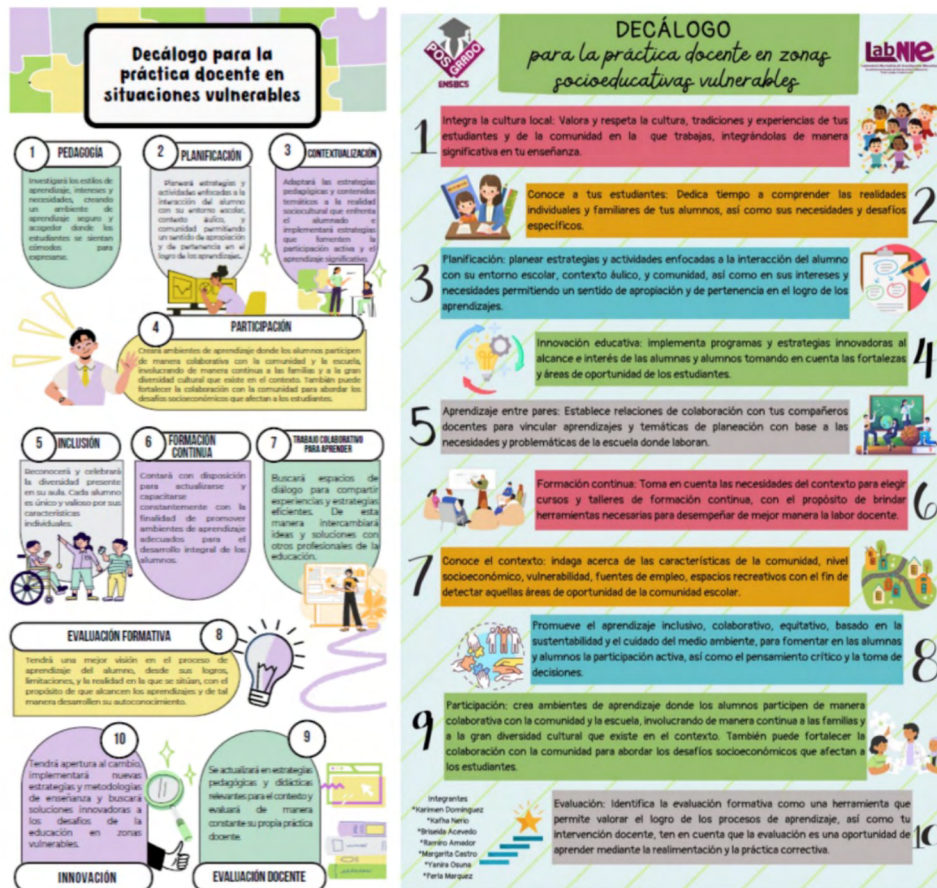 Decálogo para la
práctica docente en
situaciones vulnerables
1
PEDAGOGÍA
Investigará los estilos de
aprendizaje, intereses y
necesidades, creando
un ambiente de
aprendizaje seguro y
acogedor donde los
estudiantes se sientan
cómodos para
expresarse.
2
PLANIFICACIÓN
Planeará estrategias y
actividades enfocadas a la
interacción del alumno
con su entorno escolar,
contexto áulico, y
comunidad permitiendo
un sentido de apropiación
y de pertenencia en el
logro de los aprendizajes.
3
CONTEXTUALIZACIÓN
Adaptará las estrategias
pedagógicas y contenidos
temáticos a la realidad
sociocultural que enfrenta
el alumnado e
implementará estrategias
que fomenten la
participación activa y el
aprendizaje significativo.
4
PARTICIPACIÓN
Creará ambientes de aprendizaje donde los alumnos participen
de manera colaborativa con la comunidad y la escuela,
involucrando de manera continua a las familias y a la gran
diversidad cultural que existe en el contexto. También puede
fortalecer la colaboración con la comunidad para abordar los
desafíos socioeconómicos que afectan a los estudiantes.
5
INCLUSIÓN
Reconocerá y celebrará
la diversidad presente
en su aula. Cada alumno
es único y valioso por sus
características
individuales.
6
FORMACIÓN
CONTINUA
Contará con disposición
para actualizarse y
capacitarse
constantemente con la
finalidad de promover
ambientes de aprendizaje
adecuados para el
desarrollo integral de los
alumnos.
7
TRABAJO COLABORATIVO
PARA APRENDER
Buscará espacios de
diálogo para compartir
experiencias y estrategias
eficientes. De esta
manera intercambiará
ideas y soluciones con
otros profesionales de la
educación.
EVALUACIÓN FORMATIVA
8
Tendrá una mejor visión en el proceso de
aprendizaje del alumno, desde sus logros,
limitaciones, y la realidad en la que se sitúan, con el
propósito de que alcancen los aprendizajes y de tal
manera desarrollen su autoconocimiento.
10
Tendrá apertura al cambio,
implementará nuevas
estrategias y metodologías
de enseñanza y buscará
soluciones innovadoras a
los desafíos de la
educación en zonas
vulnerables.
INNOVACIÓN
9
Se actualizará en estrategias
pedagógicas y didácticas
relevantes para el contexto y
evaluará de manera
constante su propia práctica
docente.
EVALUACIÓN DOCENTE
POSGRADO
ENSBCS
DECÁLOGO
para la práctica docente en zonas
socioeducativas vulnerables
LabNIE
1
Integra la cultura local: Valora y respeta la cultura, tradiciones y experiencias de tus
estudiantes y de la comunidad en la que trabajas, integrándolas de manera
significativa en tu enseñanza.
2
Conoce a tus estudiantes: Dedica tiempo a comprender las realidades
individuales y familiares de tus alumnos, así como sus necesidades y desafíos
específicos.
3
Planificación: planear estrategias y actividades enfocadas a la interacción del alumno
con su entorno escolar, contexto áulico, y comunidad, así como en sus intereses y
necesidades permitiendo un sentido de apropiación y de pertenencia en el logro de los
aprendizajes.
4
Innovación educativa: implementa programas y estrategias innovadoras al
alcance e interés de las alumnas y alumnos tomando en cuenta las fortalezas
y áreas de oportunidad de los estudiantes.
5
Aprendizaje entre pares: Establece relaciones de colaboración con tus compañeros
docentes para vincular aprendizajes y temáticas de planeación con base a las
necesidades y problemáticas de la escuela donde laboran.
6
Formación continua: Toma en cuenta las necesidades del contexto para elegir
cursos y talleres de formación continua, con el propósito de brindar
herramientas necesarias para desempeñar de mejor manera la labor docente.
7
Conoce el contexto: indaga acerca de las características de la comunidad, nivel
socioeconómico, vulnerabilidad, fuentes de empleo, espacios recreativos con el fin de
detectar aquellas áreas de oportunidad de la comunidad escolar.
8
Promueve el aprendizaje inclusivo, colaborativo, equitativo, basado en la
sustentabilidad y el cuidado del medio ambiente, para fomentar en las alumnas
y alumnos la participación activa, así como el pensamiento crítico y la toma de
decisiones.
9
Participación: crea ambientes de aprendizaje donde los alumnos participen de manera
colaborativa con la comunidad y la escuela, involucrando de manera continua a las familias y
a la gran diversidad cultural que existe en el contexto. También puede fortalecer la
colaboración con la comunidad para abordar los desafíos socioeconómicos que afectan a
los estudiantes.
10
Evaluación: Identifica la evaluación formativa como una herramienta que
permite valorar el logro de los procesos de aprendizaje, así como tu
intervención docente, ten en cuenta que la evaluación es una oportunidad de
aprender mediante la realimentación y la práctica correctiva.
Integrantes
*Karimen Domínguez
*Katha Nerio
*Briseida Acevedo
*Ramiro Amador
*Margarita Castro
*Yanira Osuna
*Perla Marquez